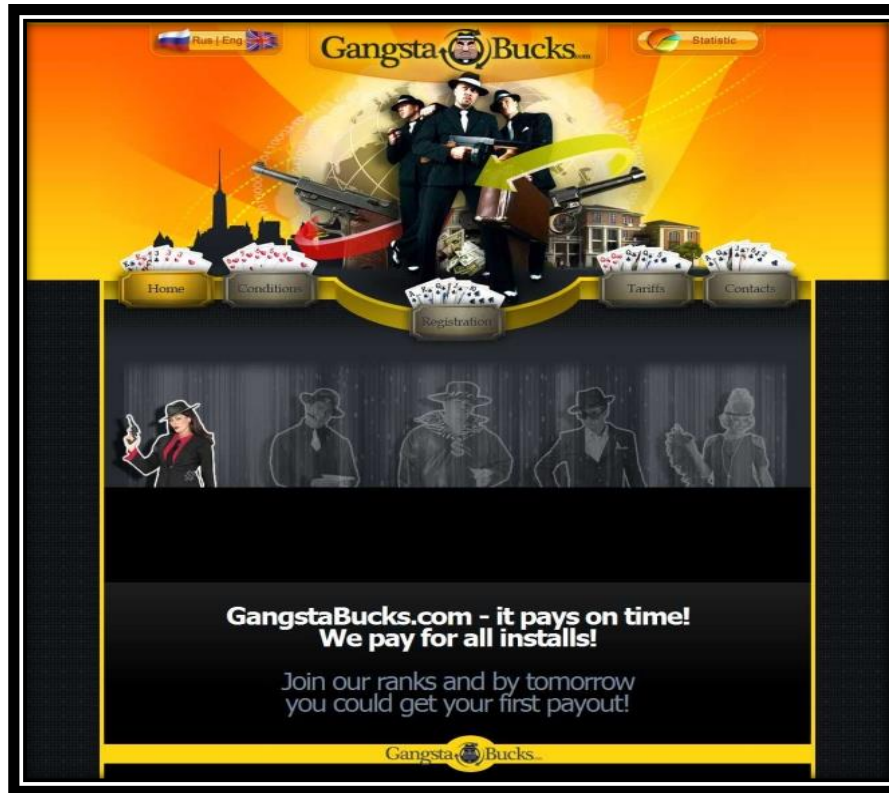 Rus | Eng
GangstaBucks.com
Statistic
Home
Conditions
Registration
Tariffs
Contacts
GangstaBucks.com - it pays on time!
We pay for all installs!
Join our ranks and by tomorrow
you could get your first payout!
GangstaBucks